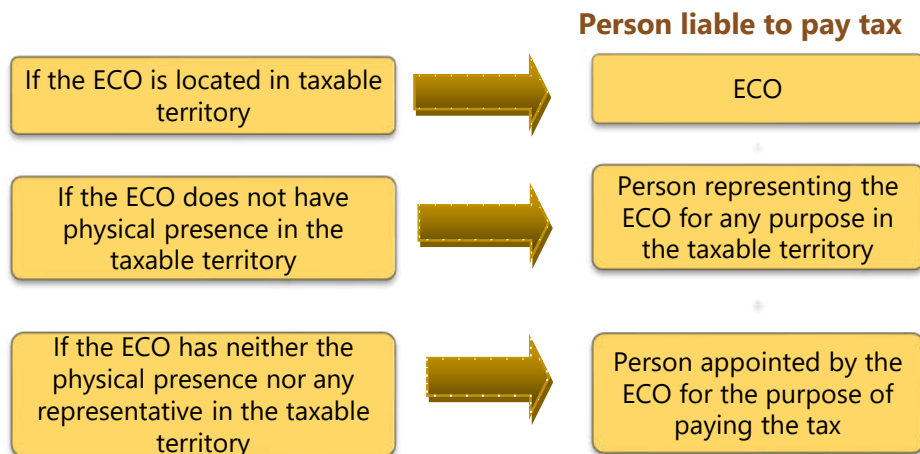 Person liable to pay tax
If the ECO is located in taxable
territory
ECO
If the ECO does not have
physical presence in the
taxable territory
Person representing the
ECO for any purpose in
the taxable territory
If the ECO has neither the
physical presence nor any
representative in the taxable
territory
Person appointed by the
ECO for the purpose of
paying the tax